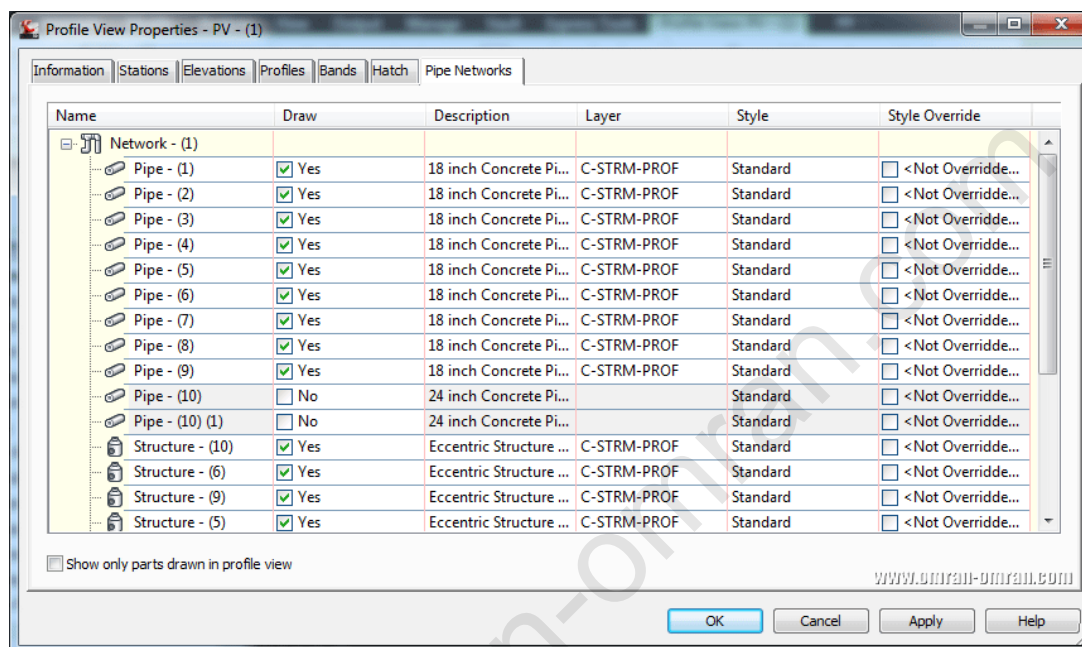 Profile View Properties - PV - (1)
Information Stations Elevations Profiles Bands Hatch Pipe Networks
Name Draw Description Layer Style Style Override
Network - (1)
Pipe - (1) Yes 18 inch Concrete Pi... C-STRM-PROF Standard <Not Overridde...
Pipe - (2) Yes 18 inch Concrete Pi... C-STRM-PROF Standard <Not Overridde...
Pipe - (3) Yes 18 inch Concrete Pi... C-STRM-PROF Standard <Not Overridde...
Pipe - (4) Yes 18 inch Concrete Pi... C-STRM-PROF Standard <Not Overridde...
Pipe - (5) Yes 18 inch Concrete Pi... C-STRM-PROF Standard <Not Overridde...
Pipe - (6) Yes 18 inch Concrete Pi... C-STRM-PROF Standard <Not Overridde...
Pipe - (7) Yes 18 inch Concrete Pi... C-STRM-PROF Standard <Not Overridde...
Pipe - (8) Yes 18 inch Concrete Pi... C-STRM-PROF Standard <Not Overridde...
Pipe - (9) Yes 18 inch Concrete Pi... C-STRM-PROF Standard <Not Overridde...
Pipe - (10) No 24 inch Concrete Pi... Standard <Not Overridde...
Pipe - (10) (1) No 24 inch Concrete Pi... Standard <Not Overridde...
Structure - (10) Yes Eccentric Structure ... C-STRM-PROF Standard <Not Overridde...
Structure - (6) Yes Eccentric Structure ... C-STRM-PROF Standard <Not Overridde...
Structure - (9) Yes Eccentric Structure ... C-STRM-PROF Standard <Not Overridde...
Structure - (5) Yes Eccentric Structure ... C-STRM-PROF Standard <Not Overridde...
Show only parts drawn in profile view
www.omran-omran.com
OK Cancel Apply Help
n-omran.com